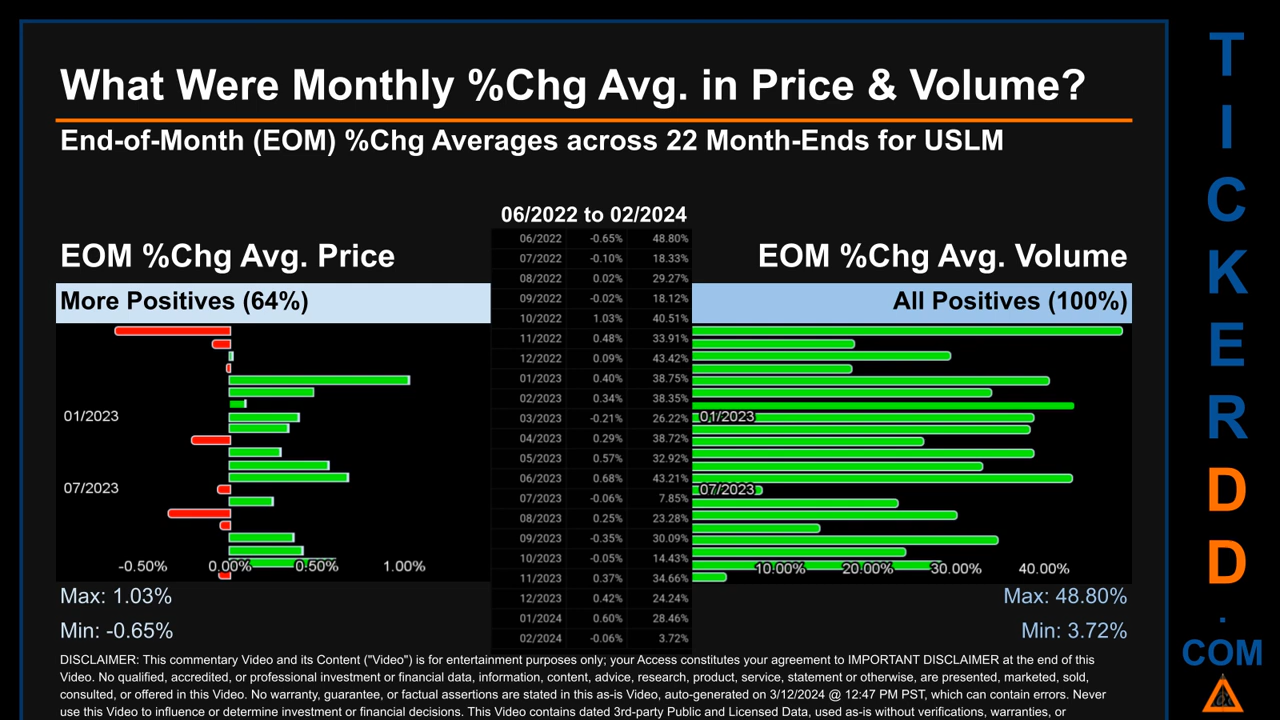 What Were Monthly %Chg Avg. in Price & Volume?
End-of-Month (EOM) %Chg Averages across 22 Month-Ends for USLM
06/2022 to 02/2024
EOM %Chg Avg. Price
More Positives (64%)
01/2023
07/2023
-0.50% 0.00% 0.50% 1.00%
Max: 1.03%
Min: -0.65%
06/2022 -0.65% 48.80%
07/2022 -0.10% 18.33%
08/2022 0.02% 29.27%
09/2022 -0.02% 18.12%
10/2022 1.03% 40.51%
11/2022 0.48% 33.91%
12/2022 0.09% 43.42%
01/2023 0.40% 38.75%
02/2023 0.34% 38.35%
03/2023 -0.21% 26.22%
04/2023 0.29% 38.72%
05/2023 0.57% 32.92%
06/2023 0.68% 43.21%
07/2023 -0.06% 7.85%
08/2023 0.25% 23.28%
09/2023 -0.35% 30.09%
10/2023 -0.05% 14.43%
11/2023 0.37% 34.66%
12/2023 0.42% 24.24%
01/2024 0.60% 28.46%
02/2024 -0.06% 3.72%
EOM %Chg Avg. Volume
All Positives (100%)
01/2023
07/2023
10.00% 20.00% 30.00% 40.00%
Max: 48.80%
Min: 3.72%
DISCLAIMER: This commentary Video and its Content ("Video") is for entertainment purposes only; your Access constitutes your agreement to IMPORTANT DISCLAIMER at the end of this
Video. No qualified, accredited, or professional investment or financial data, information, content, advice, research, product, service, statement or otherwise, are presented, marketed, sold,
consulted, or offered in this Video. No warranty, guarantee, or factual assertions are stated in this as-is Video, auto-generated on 3/12/2024 @ 12:47 PM PST, which can contain errors. Never
use this Video to influence or determine investment or financial decisions. This Video contains dated 3rd-party Public and Licensed Data, used as-is without verifications, warranties, or
T
I
C
K
E
R
D
D
.
COM